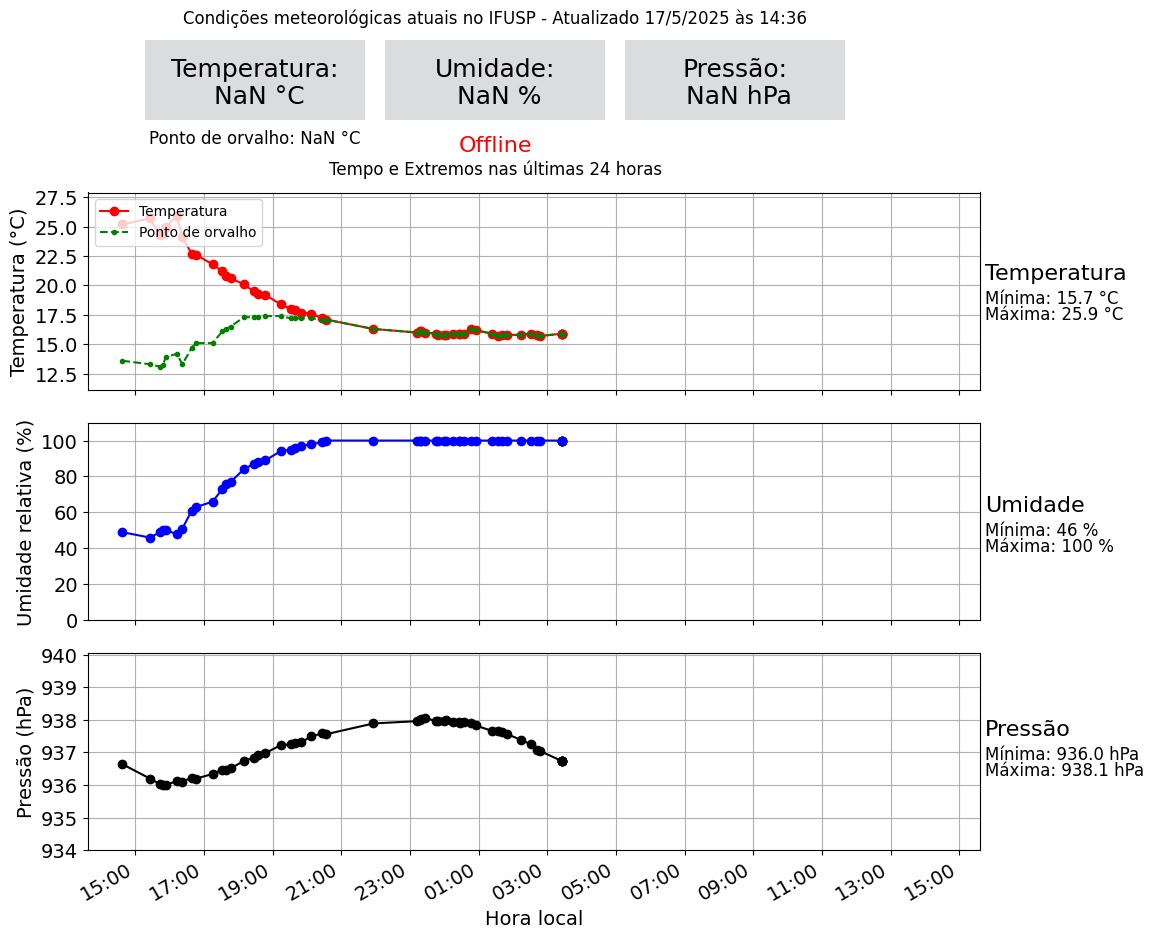 Condições meteorológicas atuais no IFUSP - Atualizado 17/5/2025 às 14:36
Temperatura:
NaN °C
Umidade:
NaN %
Pressão:
NaN hPa
Ponto de orvalho: NaN °C
Offline
Tempo e Extremos nas últimas 24 horas
Temperatura (°C)
27.5
25.0
22.5
20.0
17.5
15.0
12.5
Temperatura
Ponto de orvalho
Temperatura
Mínima: 15.7 °C
Máxima: 25.9 °C
Umidade relativa (%)
100
80
60
40
20
0
Umidade
Mínima: 46 %
Máxima: 100 %
Pressão (hPa)
940
939
938
937
936
935
934
Pressão
Mínima: 936.0 hPa
Máxima: 938.1 hPa
15:00 17:00 19:00 21:00 23:00 01:00 03:00 05:00 07:00 09:00 11:00 13:00 15:00
Hora local